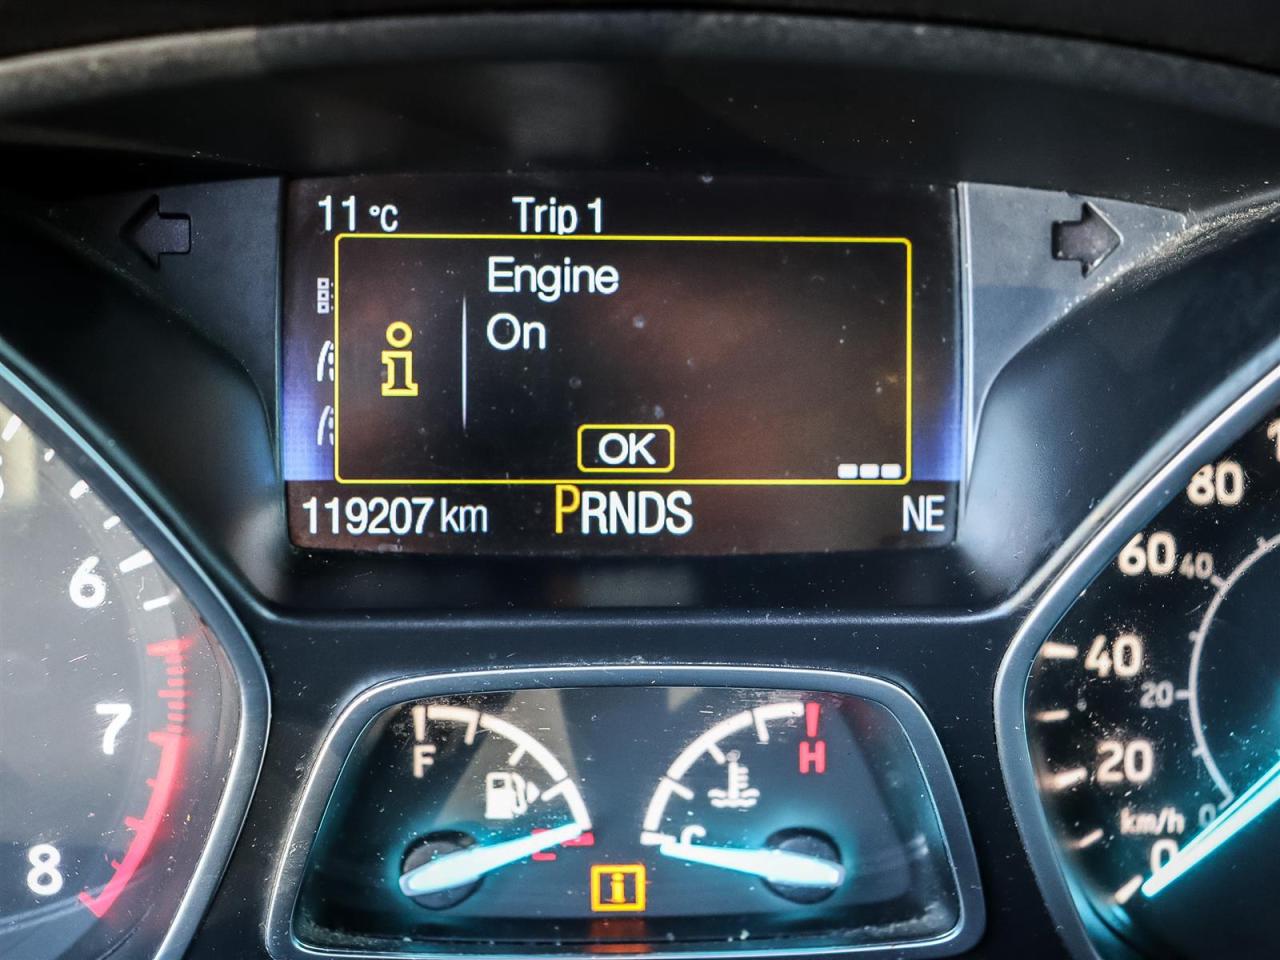 11 °C Trip 1
Engine
On
OK
119207 km PRNDS NE
6
7
8
F
E
H
C
80
60
40
20
0
km/h
40
20
0